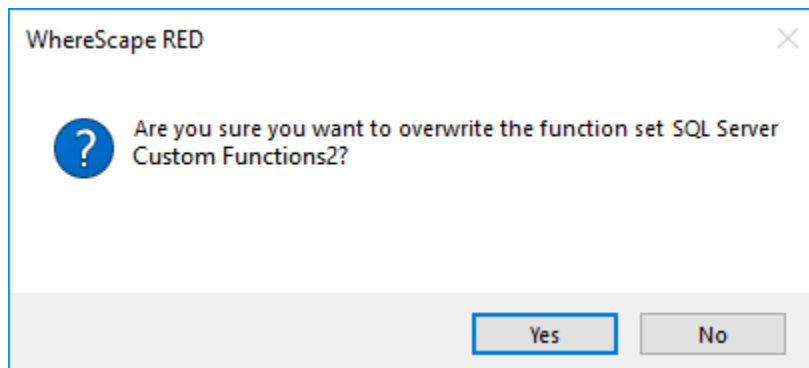 WhereScape RED
Are you sure you want to overwrite the function set SQL Server
Custom Functions2?
Yes
No